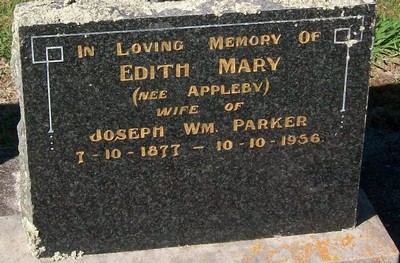 In Loving Memory Of
Edith Mary
(nee Appleby)
wife of
Joseph Wm. Parker
7-10-1877 - 10-10-1956.